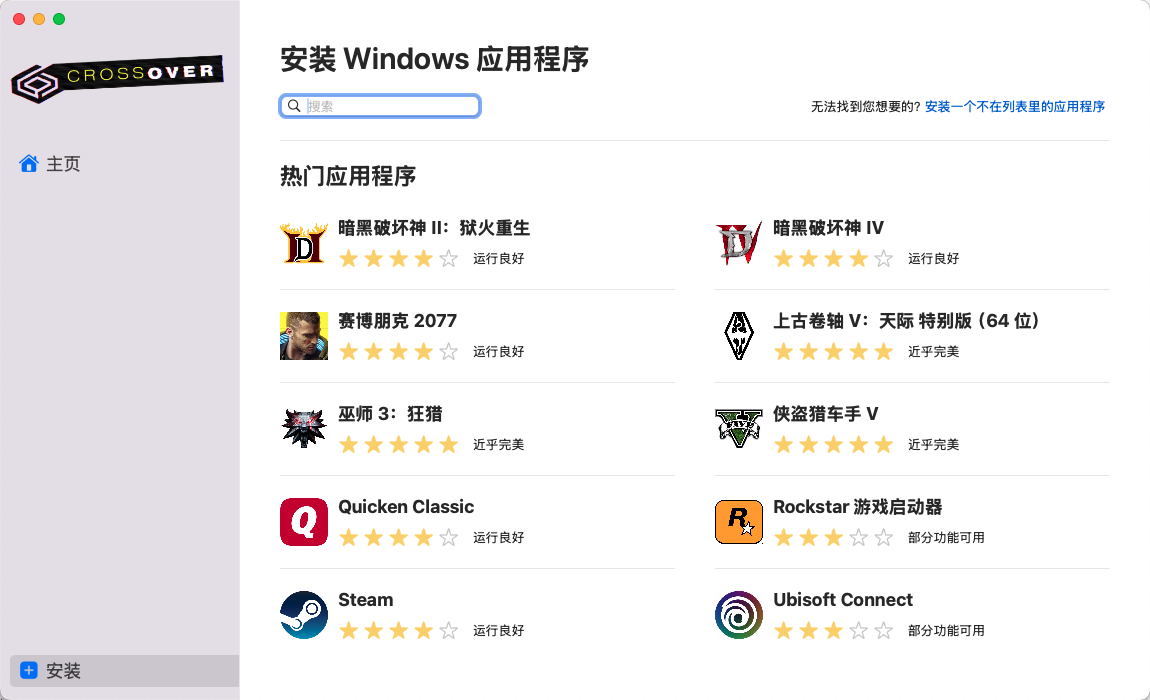 CROSSOVER
主页
安装
安装 Windows 应用程序
搜索
无法找到您想要的? 安装一个不在列表里的应用程序
热门应用程序
暗黑破坏神 II：狱火重生
运行良好
暗黑破坏神 IV
运行良好
赛博朋克 2077
运行良好
上古卷轴 V：天际 特别版（64 位）
近乎完美
巫师 3：狂猎
近乎完美
侠盗猎车手 V
近乎完美
Quicken Classic
运行良好
Rockstar 游戏启动器
部分功能可用
Steam
运行良好
Ubisoft Connect
部分功能可用